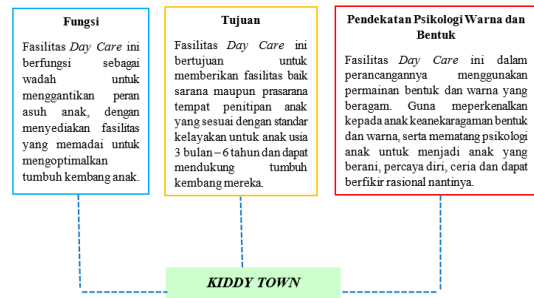 Fungsi
Fasilitas Day Care ini
berfungsi sebagai
wadah untuk
menggantikan peran
asuh anak, dengan
menyediakan fasilitas
yang memadai untuk
mengoptimalkan
tumbuh kembang anak.
Tujuan
Fasilitas Day Care ini
bertujuan untuk
memberikan fasilitas baik
sarana maupun prasarana
tempat penitipan anak
yang sesuai dengan standar
kelayakan untuk anak usia
3 bulan – 6 tahun dan dapat
mendukung tumbuh
kembang mereka.
Pendekatan Psikologi Warna dan
Bentuk
Fasilitas Day Care ini dalam
perancangannya menggunakan
permainan bentuk dan warna yang
beragam. Guna meperkenalkan
kepada anak keanekaragaman bentuk
dan warna, serta mematang psikologi
anak untuk menjadi anak yang
berani, percaya diri, ceria dan dapat
berfikir rasional nantinya.
KIDDY TOWN